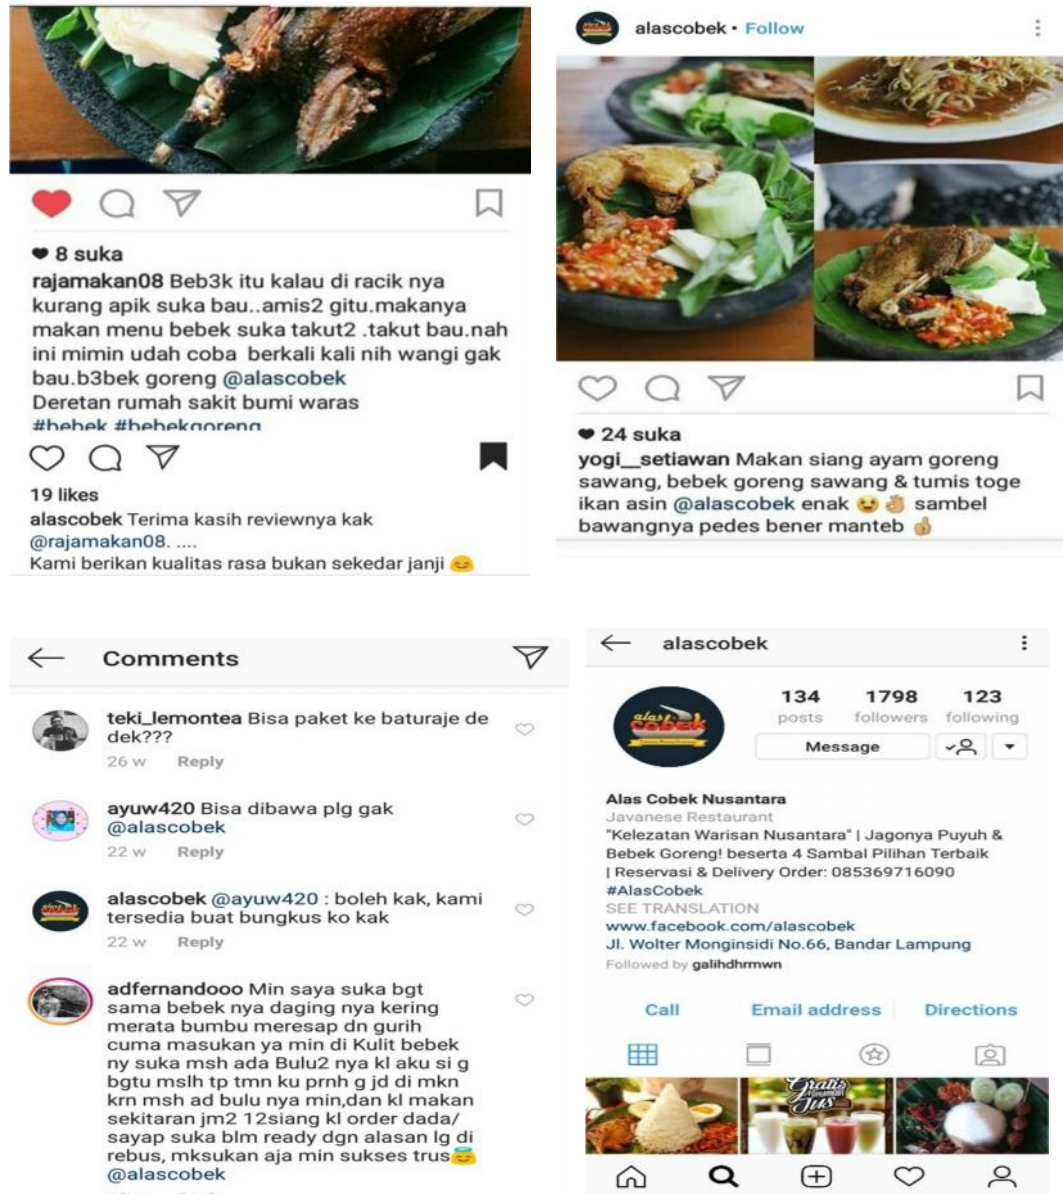 8 suka
rajamakan08 Beb3k itu kalau di racik nya
kurang apik suka bau..amis2 gitu.makanya
makan menu bebek suka takut2 .takut bau.nah
ini mimin udah coba berkali kali nih wangi gak
bau.b3bek goreng @alascobek
Deretan rumah sakit bumi waras
#bebek #bebekgoreng
19 likes
alascobek Terima kasih reviewnya kak
@rajamakan08. ....
Kami berikan kualitas rasa bukan sekedar janji 😊
alascobek • Follow
24 suka
yogi__setiawan Makan siang ayam goreng
sawang, bebek goreng sawang & tumis toge
ikan asin @alascobek enak 😉👌 sambel
bawangnya pedes bener manteb 👍
Comments
teki_lemontea Bisa paket ke baturaje de
dek???
26 w Reply
ayuw420 Bisa dibawa plg gak
@alascobek
22 w Reply
alascobek @ayuw420 : boleh kak, kami
tersedia buat bungkus ko kak
22 w Reply
adfernandooo Min saya suka bgt
sama bebek nya daging nya kering
merata bumbu meresap dn gurih
cuma masukan ya min di Kulit bebek
ny suka msh ada Bulu2 nya kl aku si g
bgtu mslh tp tmn ku prnh g jd di mkn
krn msh ad bulu nya min,dan kl makan
sekitaran jm2 12siang kl order dada/
sayap suka blm ready dgn alasan lg di
rebus, mksukan aja min sukses trus😇
@alascobek
alascobek
134 1798 123
posts followers following
Message
alas
cobek
Alas Cobek Nusantara
Javanese Restaurant
"Kelezatan Warisan Nusantara" | Jagonya Puyuh &
Bebek Goreng! beserta 4 Sambal Pilihan Terbaik
| Reservasi & Delivery Order: 085369716090
#AlasCobek
SEE TRANSLATION
www.facebook.com/alascobek
Jl. Wolter Monginsidi No.66, Bandar Lampung
Followed by galihdhrmwn
Call Email address Directions
Gratis
Minuman
Jus